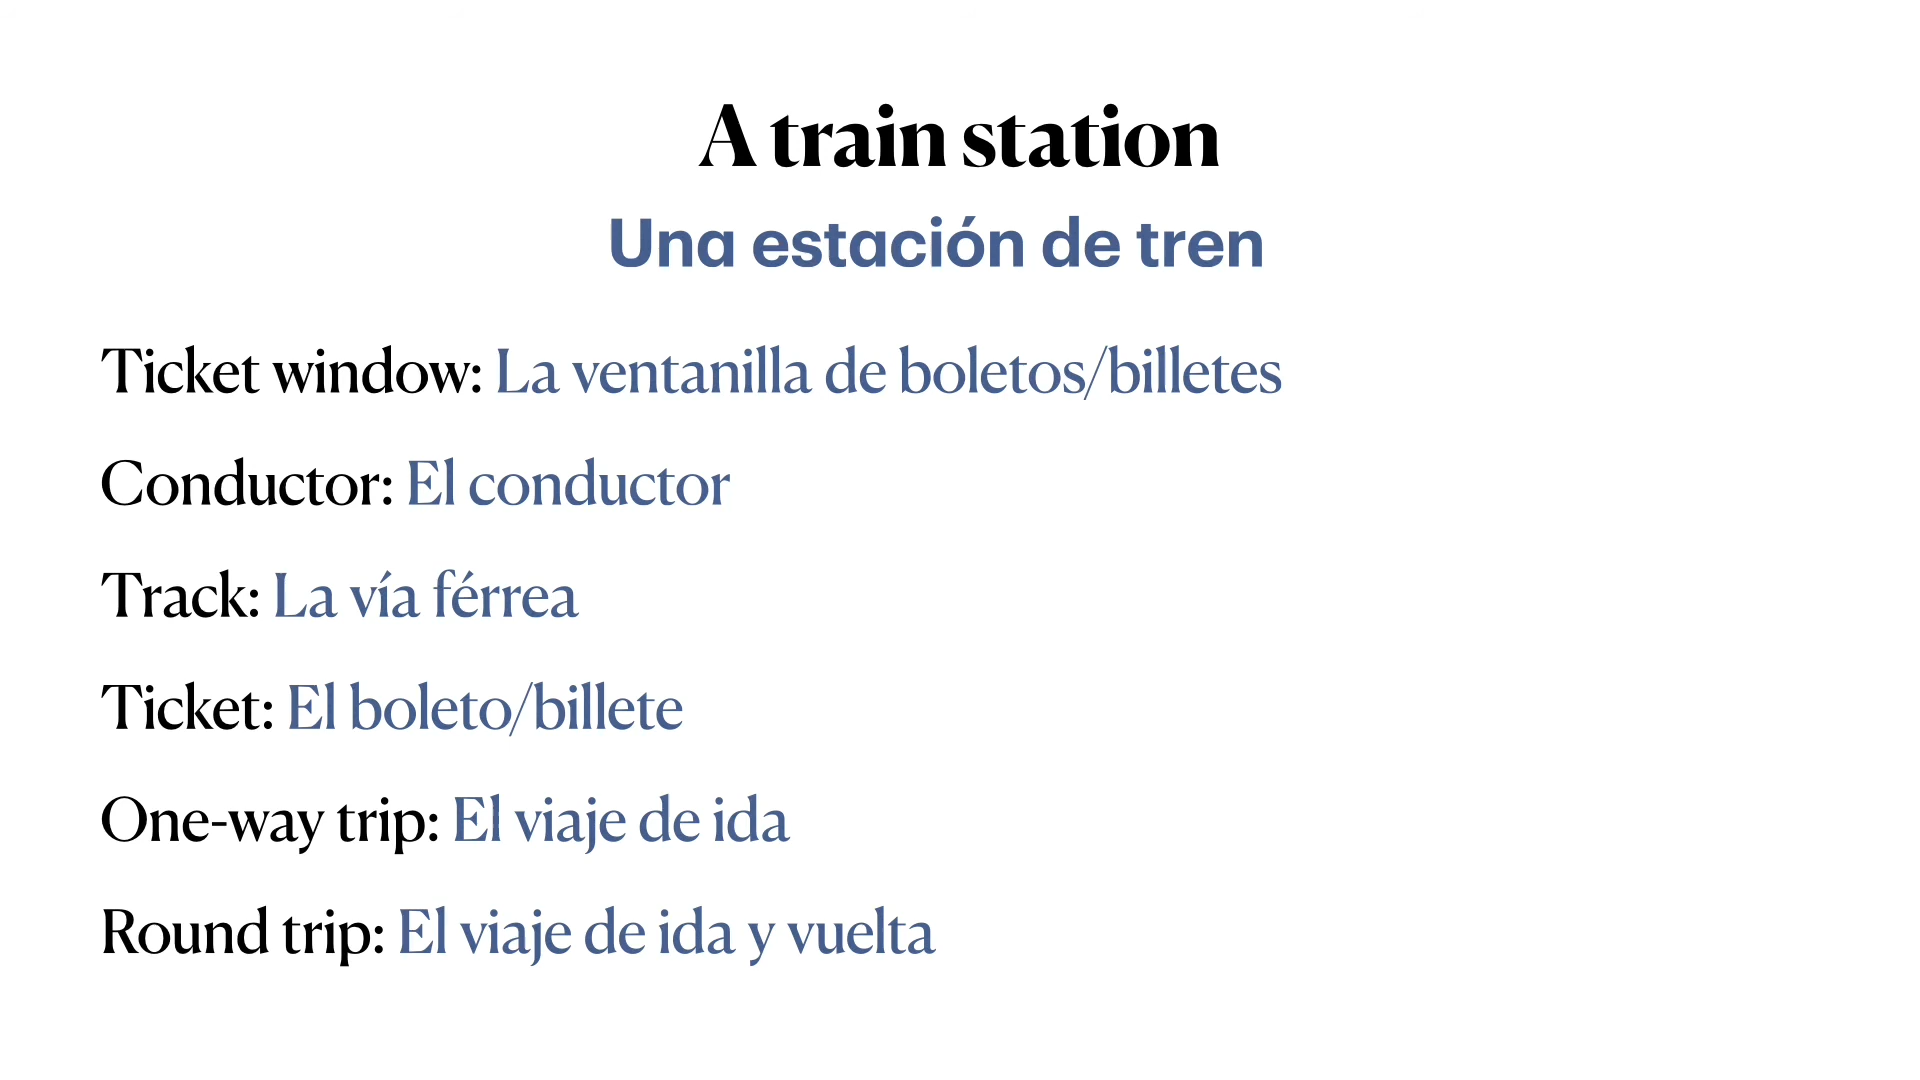 A train station
Una estación de tren
Ticket window: La ventanilla de boletos/billetes
Conductor: El conductor
Track: La vía férrea
Ticket: El boleto/billete
One-way trip: El viaje de ida
Round trip: El viaje de ida y vuelta